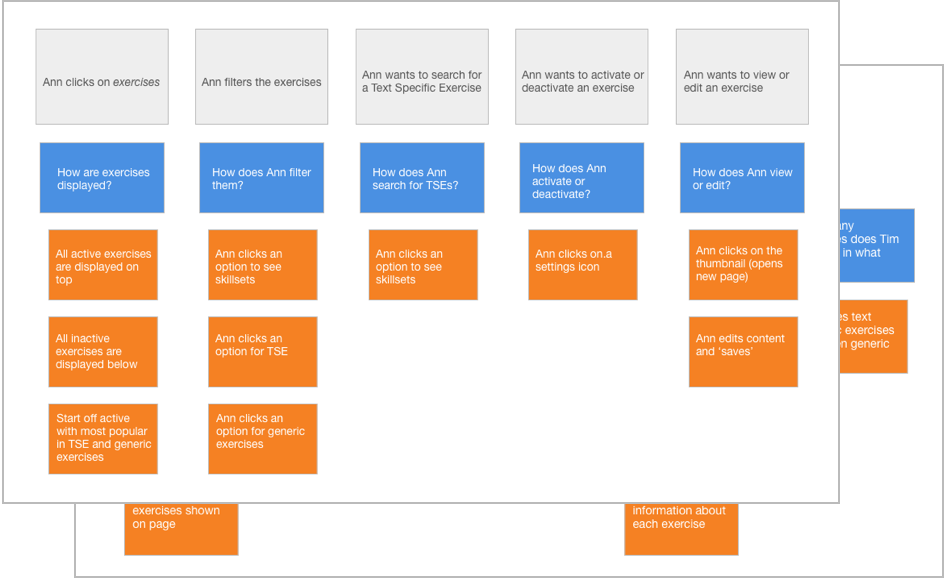 Ann clicks on exercises
Ann filters the exercises
Ann wants to search for
a Text Specific Exercise
Ann wants to activate or
deactivate an exercise
Ann wants to view or
edit an exercise
How are exercises
displayed?
How does Ann filter
them?
How does Ann
search for TSEs?
How does Ann
activate or
deactivate?
How does Ann view
or edit?
All active exercises
are displayed on
top
Ann clicks an
option to see
skillsets
Ann clicks an
option to see
skillsets
Ann clicks on.a
settings icon
Ann clicks on the
thumbnail (opens
new page)
All inactive
exercises are
displayed below
Ann clicks an
option for TSE
Ann edits content
and ‘saves’
Start off active
with most popular
in TSE and generic
exercises
Ann clicks an
option for generic
exercises
does Tim
in what
text
exercises
generic
exercises shown
on page
information about
each exercise